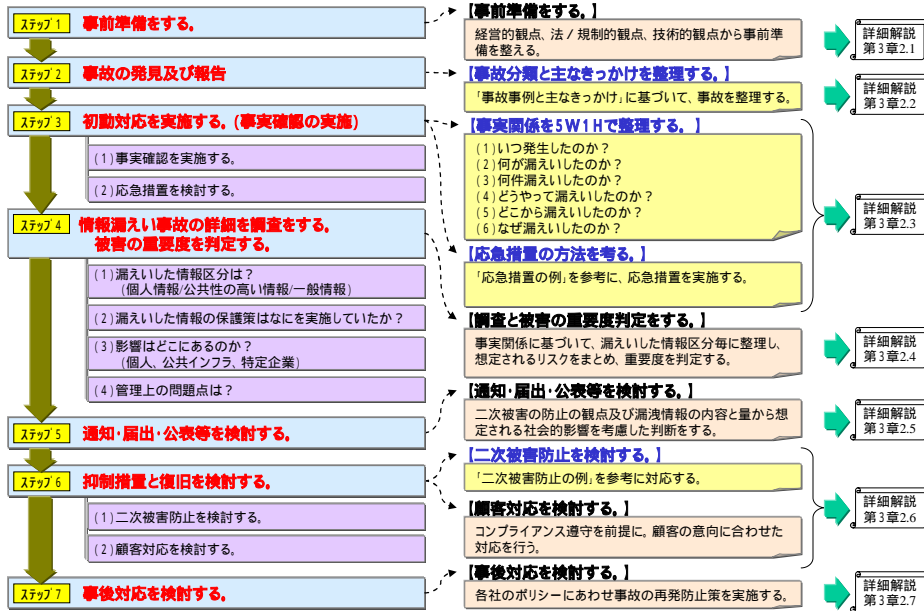 ステップ1 事前準備をする。
ステップ2 事故の発見及び報告
ステップ3 初動対応を実施する。(事実確認の実施)
(1)事実確認を実施する。
(2)応急措置を検討する。
ステップ4 情報漏えい事故の詳細を調査をする。
被害の重要度を判定する。
(1)漏えいした情報区分は?
(個人情報/公共性の高い情報/一般情報)
(2)漏えいした情報の保護策はなにを実施していたか?
(3)影響はどこにあるのか?
(個人、公共インフラ、特定企業)
(4)管理上の問題点は?
ステップ5 通知・届出・公表等を検討する。
ステップ6 抑制措置と復旧を検討する。
(1)二次被害防止を検討する。
(2)顧客対応を検討する。
ステップ7 事後対応を検討する。
【事前準備をする。】
経営的観点、法/規制的観点、技術的観点から事前準
備を整える。
【事故分類と主なきっかけを整理する。】
「事故事例と主なきっかけ」に基づいて、事故を整理する。
【事実関係を5W1Hで整理する。】
(1)いつ発生したのか?
(2)何が漏えいしたのか?
(3)何件漏えいしたのか?
(4)どうやって漏えいしたのか?
(5)どこから漏えいしたのか?
(6)なぜ漏えいしたのか?
【応急措置の方法を考る。】
「応急措置の例」を参考に、応急措置を実施する。
【調査と被害の重要度判定をする。】
事実関係に基づいて、漏えいした情報区分毎に整理し、
想定されるリスクをまとめ、重要度を判定する。
【通知・届出・公表等を検討する。】
二次被害の防止の観点及び漏洩情報の内容と量から想
定される社会的影響を考慮した判断をする。
【二次被害防止を検討する。】
「二次被害防止の例」を参考に対応する。
【顧客対応を検討する。】
コンプライアンス遵守を前提に。顧客の意向に合わせた
対応を行う。
【事後対応を検討する。】
各社のポリシーにあわせ事故の再発防止策を実施する。
詳細解説
第3章2.1
詳細解説
第3章2.2
詳細解説
第3章2.3
詳細解説
第3章2.4
詳細解説
第3章2.5
詳細解説
第3章2.6
詳細解説
第3章2.7